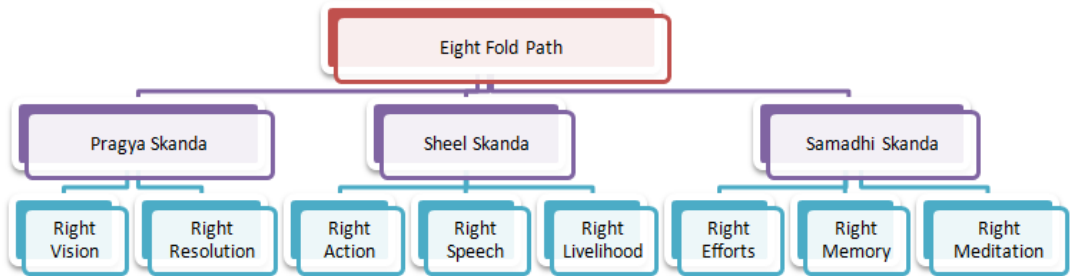 Eight Fold Path
Pragya Skanda
Sheel Skanda
Samadhi Skanda
Right
Vision
Right
Resolution
Right
Action
Right
Speech
Right
Livelihood
Right
Efforts
Right
Memory
Right
Meditation